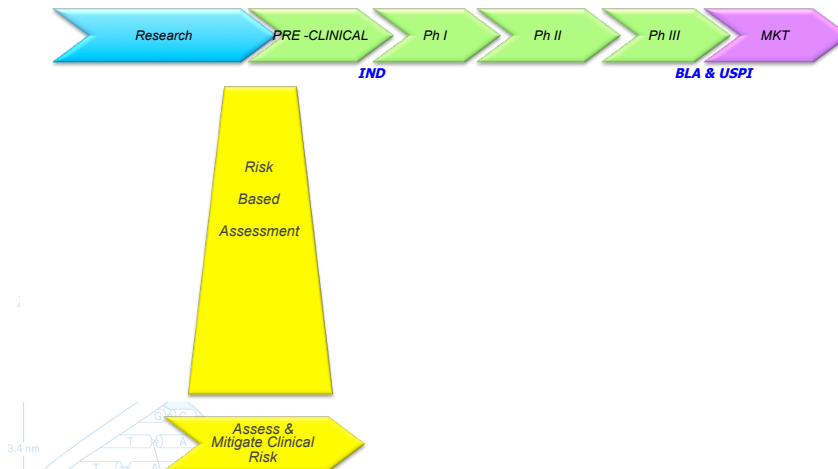 Research
PRE -CLINICAL
Ph I
Ph II
Ph III
MKT
IND
BLA & USPI
Risk
Based
Assessment
Assess &
Mitigate Clinical
Risk
G C
T A
3.4 nm
T A